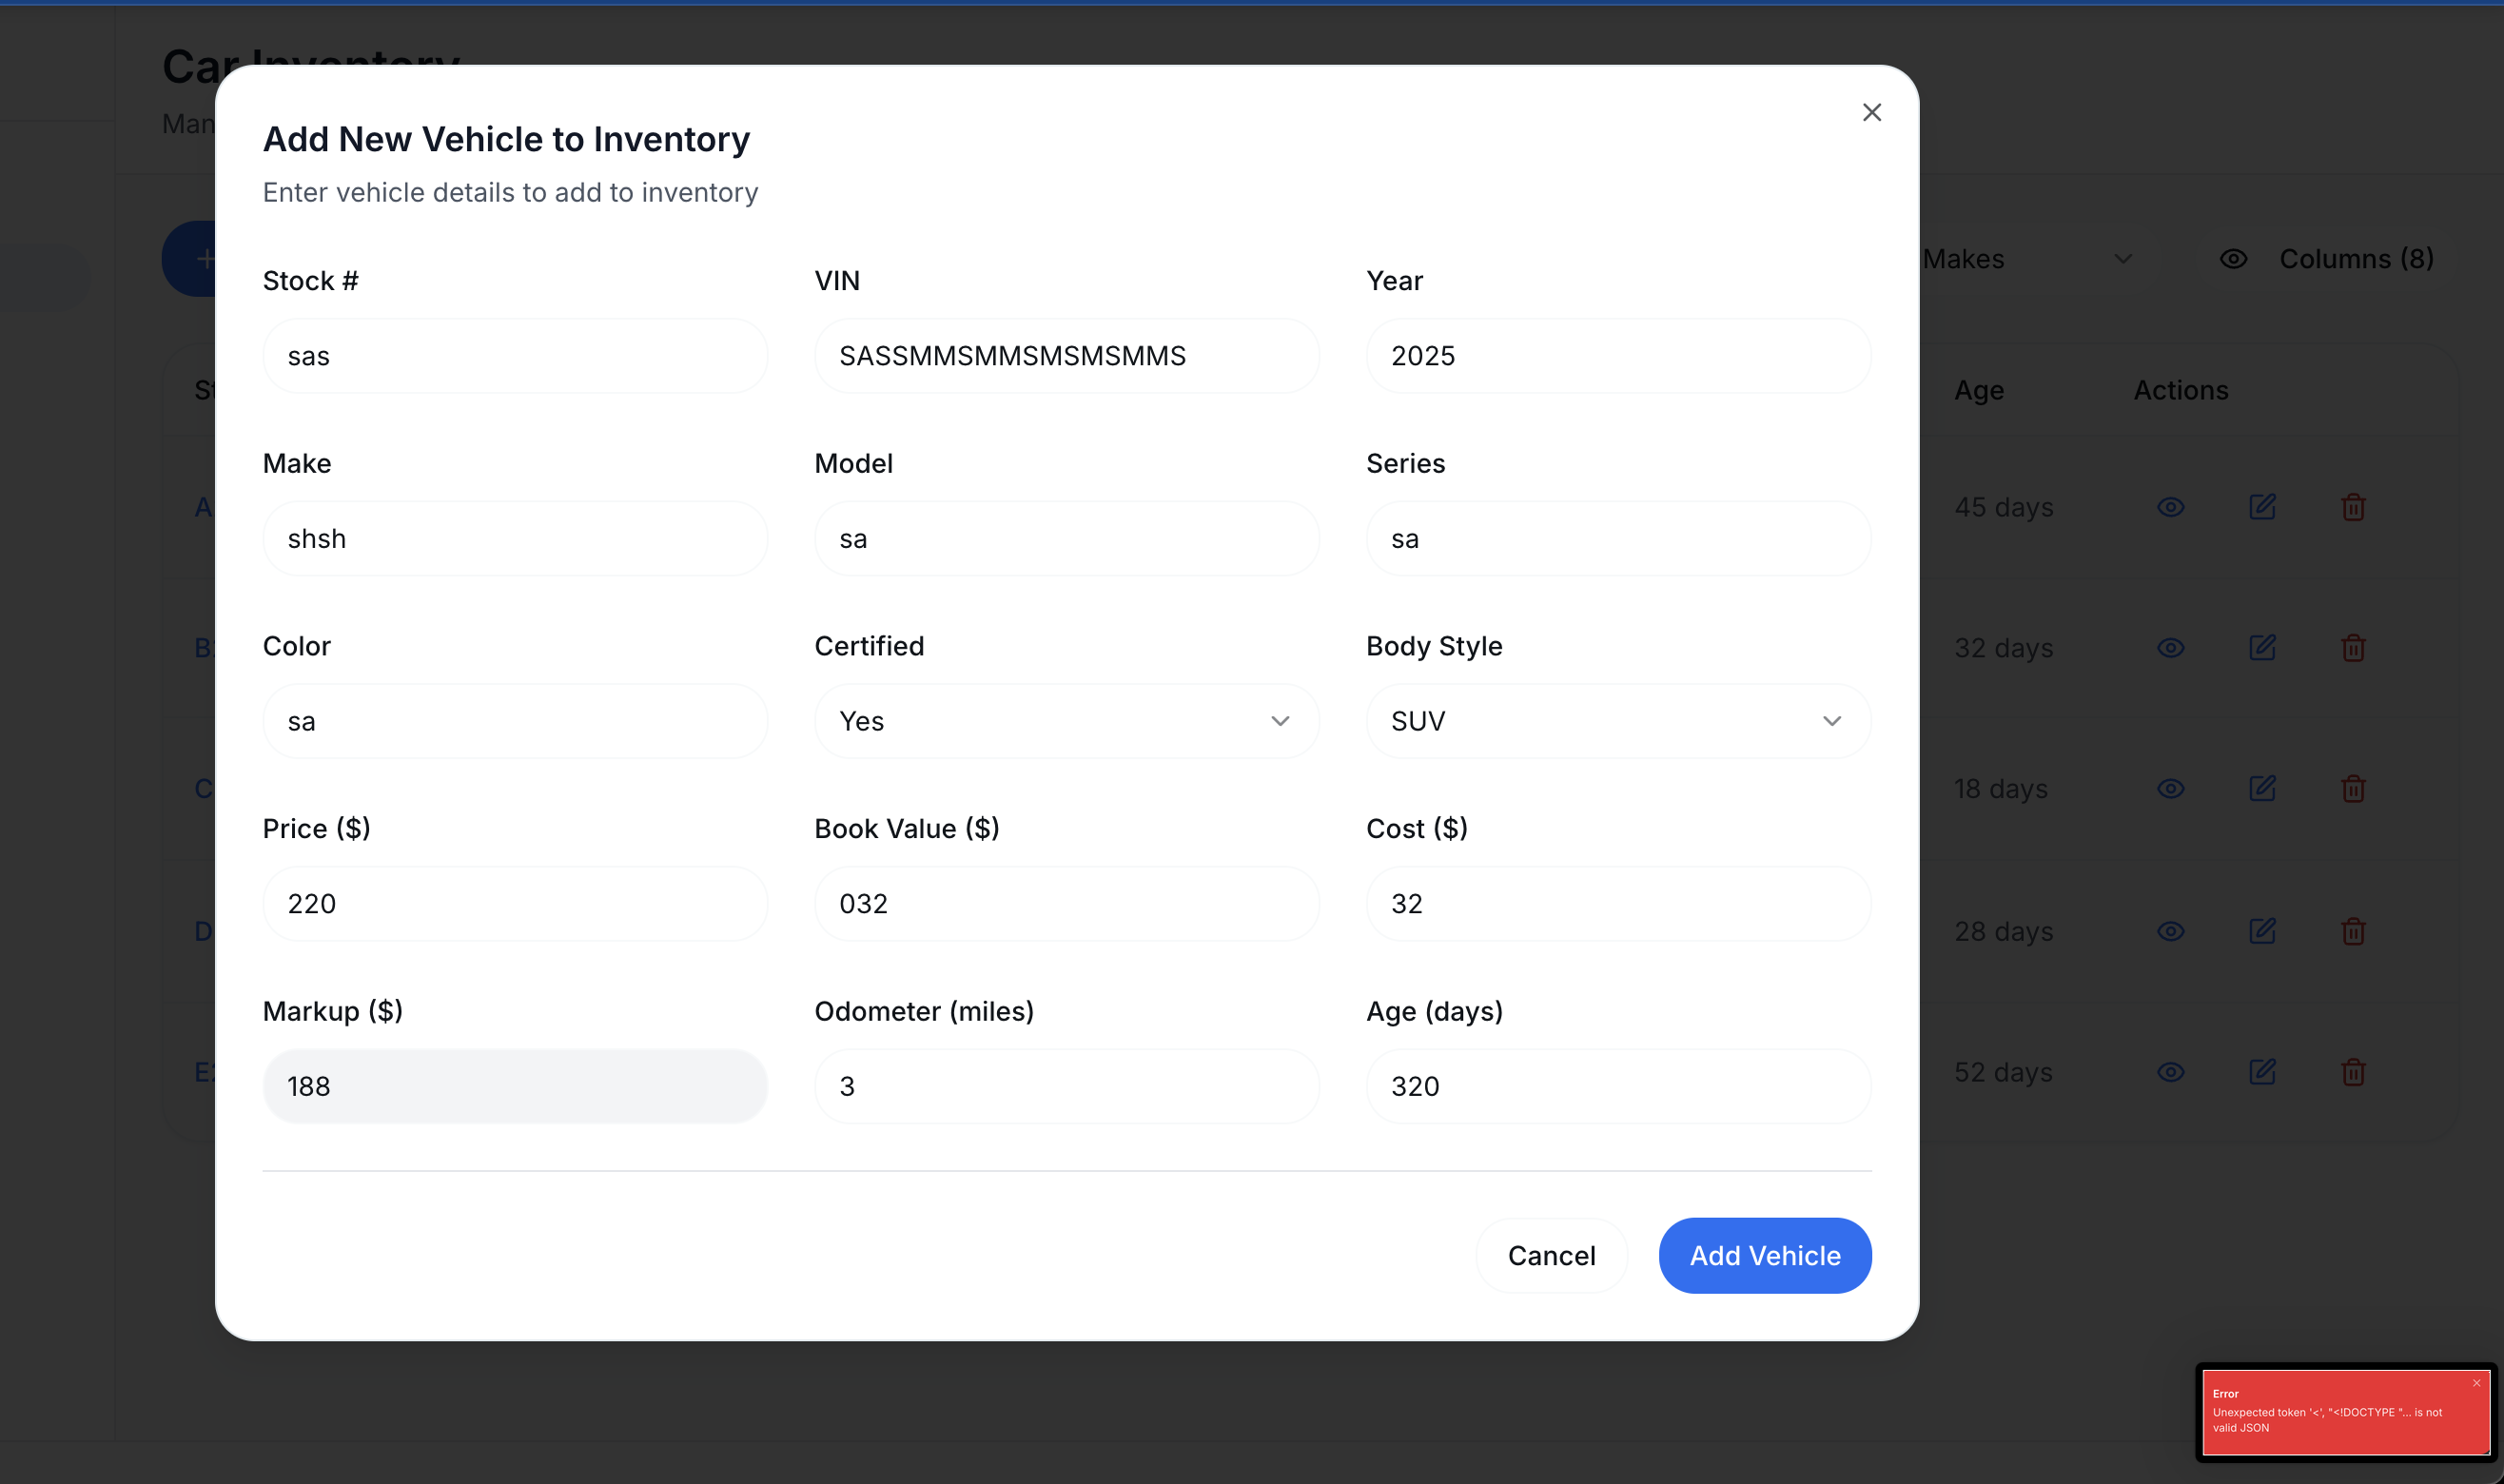 Car Inventory
Man
Add New Vehicle to Inventory
Enter vehicle details to add to inventory
Makes
Columns (8)
Stock #
VIN
Year
sas
SASSMMSMMSMSMSMMS
2025
St
Age
Actions
Make
Model
Series
A
shsh
sa
sa
45 days
Color
Certified
Body Style
B
32 days
sa
Yes
SUV
C
18 days
Price ($)
Book Value ($)
Cost ($)
220
032
32
D
28 days
Markup ($)
Odometer (miles)
Age (days)
E
52 days
188
3
320
Cancel
Add Vehicle
Error
Unexpected token '<', "<!DOCTYPE "... is not
valid JSON